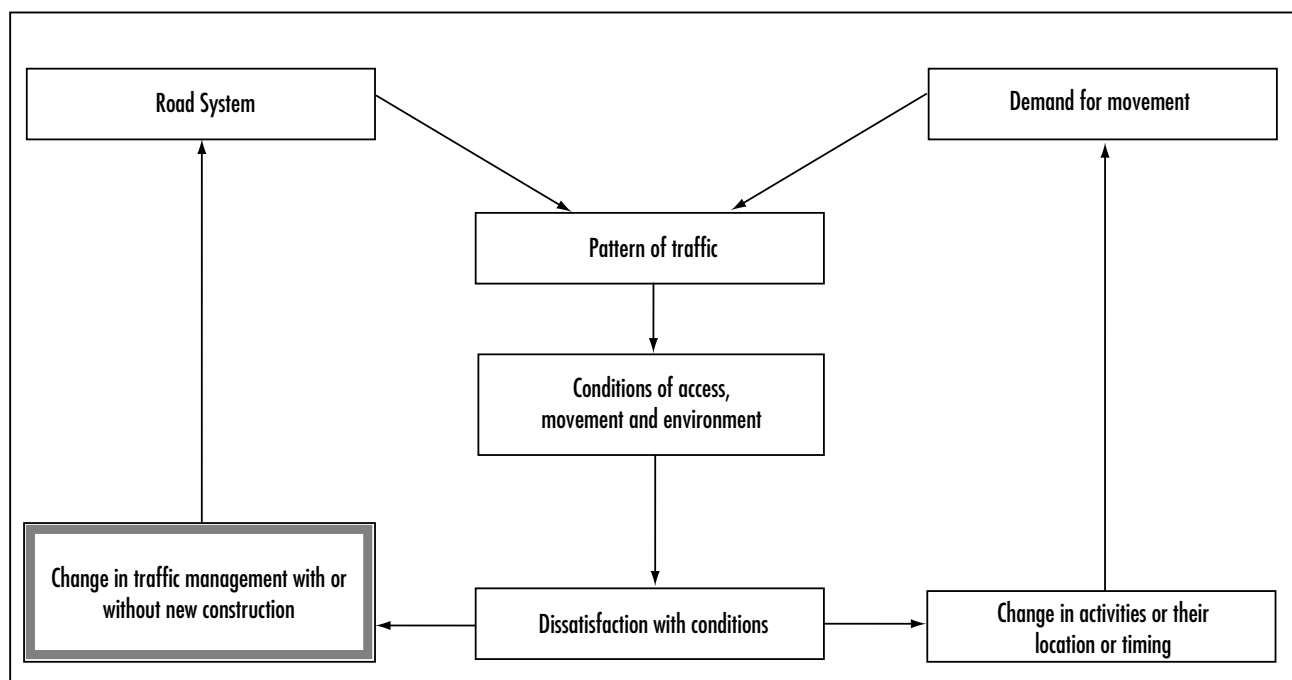 Road System
Demand for movement
Pattern of traffic
Conditions of access,
movement and environment
Change in traffic management with or
without new construction
Dissatisfaction with conditions
Change in activities or their
location or timing